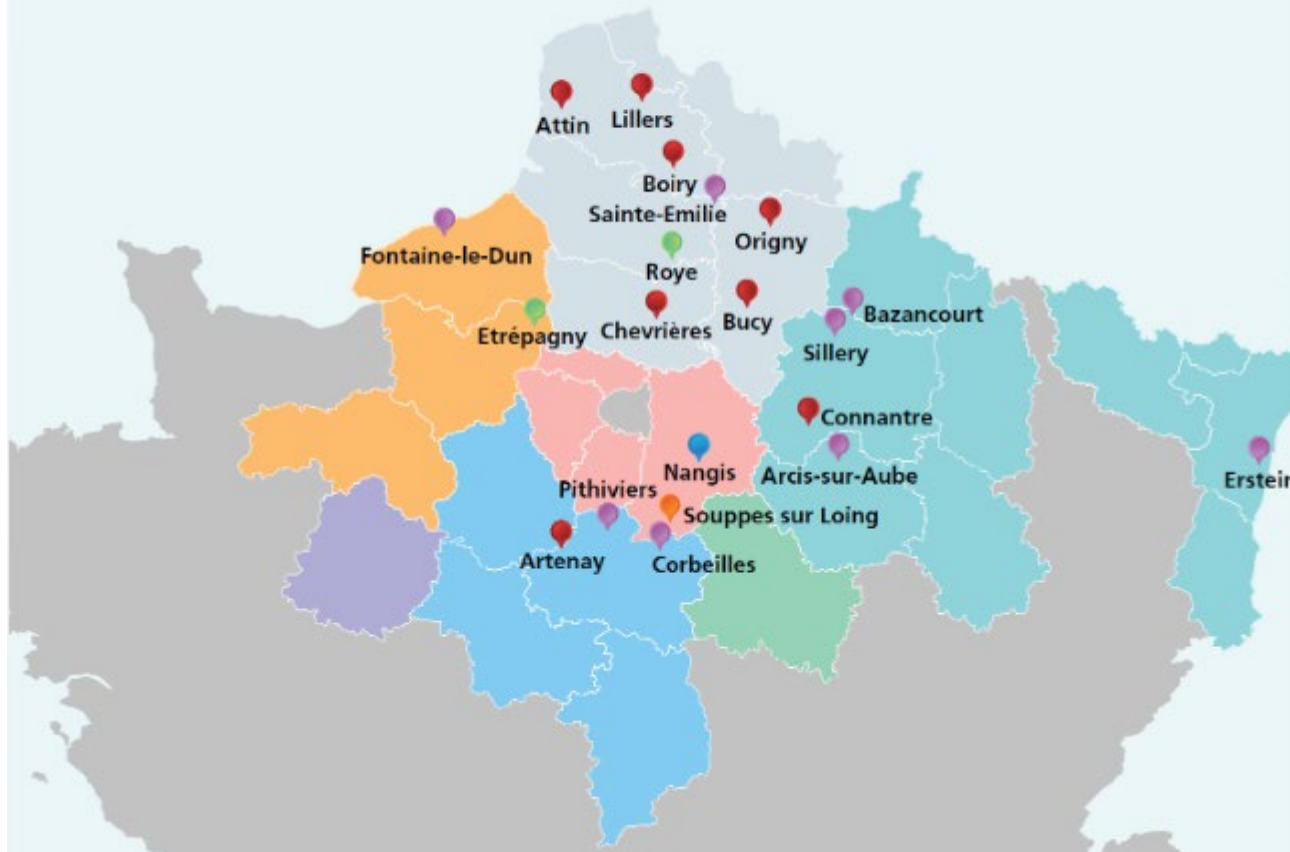 Attin
Lillers
Boiry
Sainte-Emilie
Origny
Fontaine-le-Dun
Roye
Etrépagny
Chevrières
Bucy
Bazancourt
Sillery
Connantre
Nangis
Arcis-sur-Aube
Erstein
Pithiviers
Souppes sur Loing
Artenay
Corbeilles